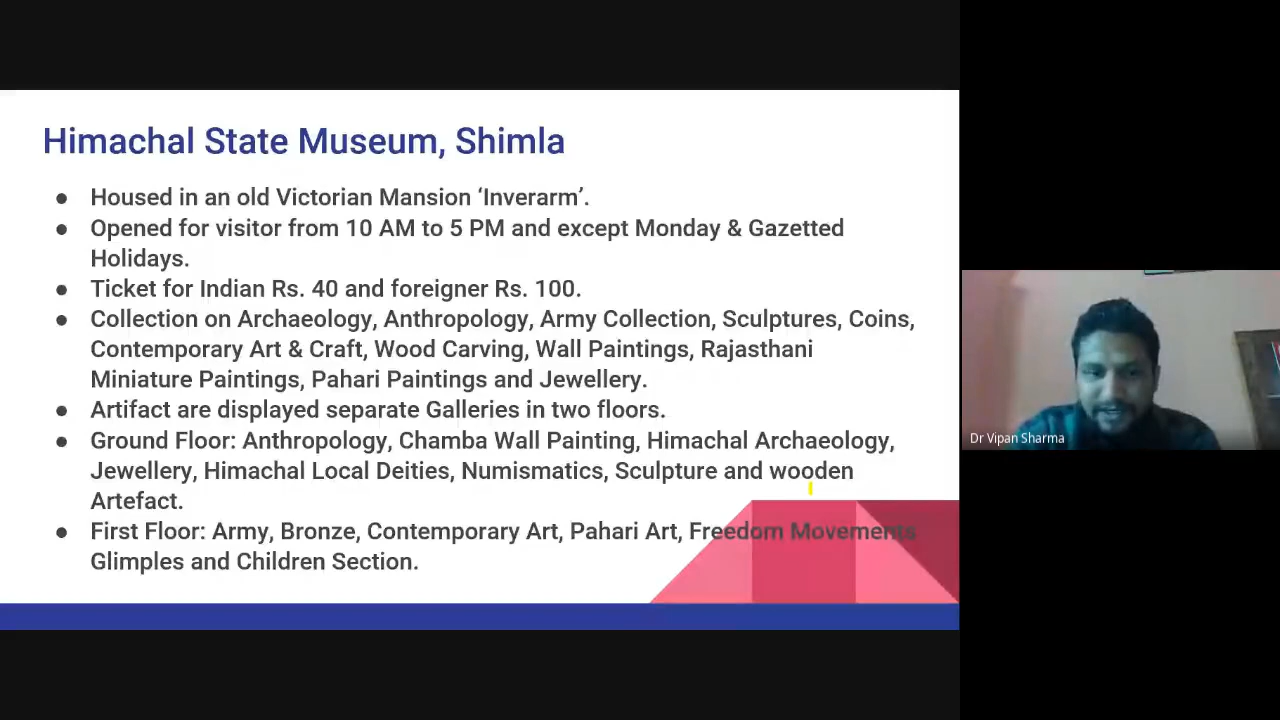 Himachal State Museum, Shimla
● Housed in an old Victorian Mansion ‘Inverarm’.
● Opened for visitor from 10 AM to 5 PM and except Monday & Gazetted
Holidays.
● Ticket for Indian Rs. 40 and foreigner Rs. 100.
● Collection on Archaeology, Anthropology, Army Collection, Sculptures, Coins,
Contemporary Art & Craft, Wood Carving, Wall Paintings, Rajasthani
Miniature Paintings, Pahari Paintings and Jewellery.
● Artifact are displayed separate Galleries in two floors.
● Ground Floor: Anthropology, Chamba Wall Painting, Himachal Archaeology,
Jewellery, Himachal Local Deities, Numismatics, Sculpture and wooden
Artefact.
● First Floor: Army, Bronze, Contemporary Art, Pahari Art, Freedom Movements
Glimples and Children Section.
Dr Vipan Sharma